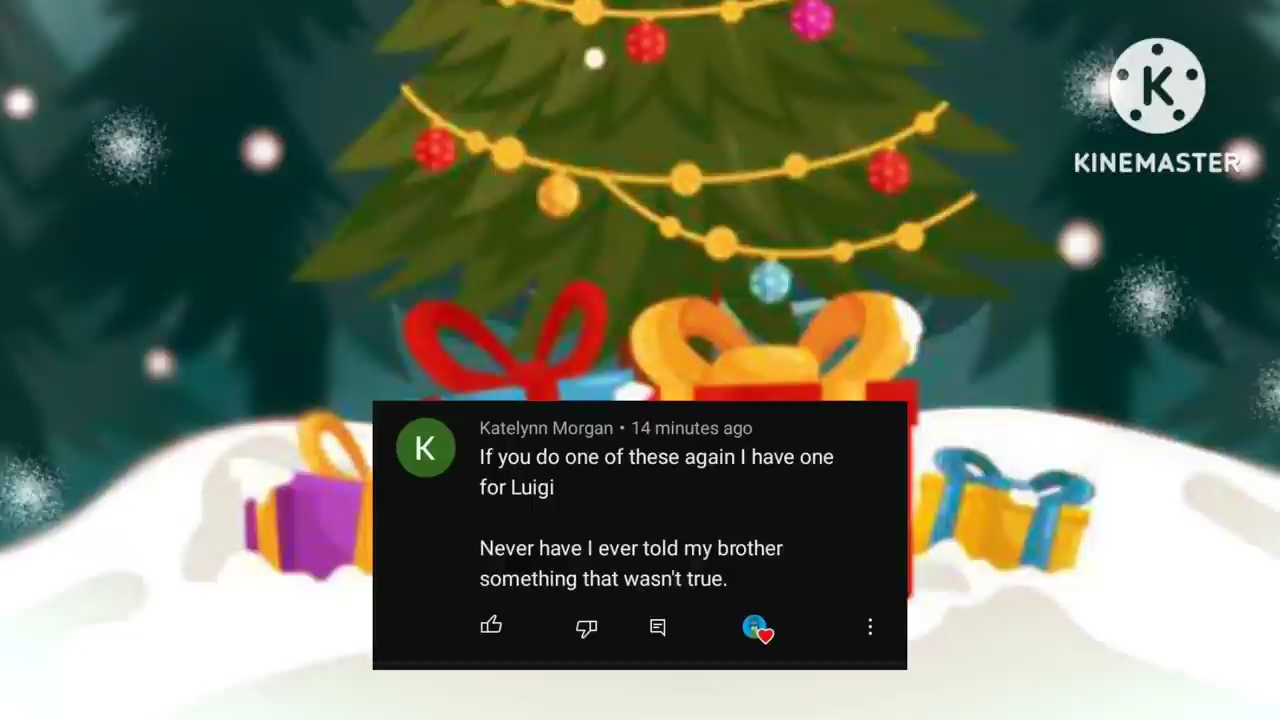 K
KINEMASTER
K
Katelynn Morgan • 14 minutes ago
If you do one of these again I have one
for Luigi
Never have I ever told my brother
something that wasn't true.